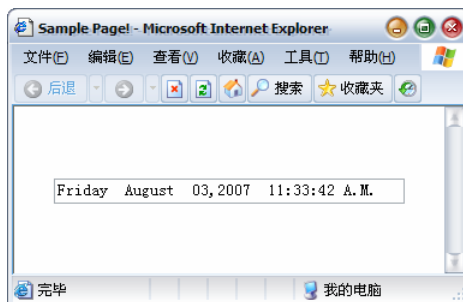 Sample Page! - Microsoft Internet Explorer
文件(F) 编辑(E) 查看(V) 收藏(A) 工具(T) 帮助(H)
后退 搜索 收藏夹
Friday August 03,2007 11:33:42 A.M.
完毕 我的电脑